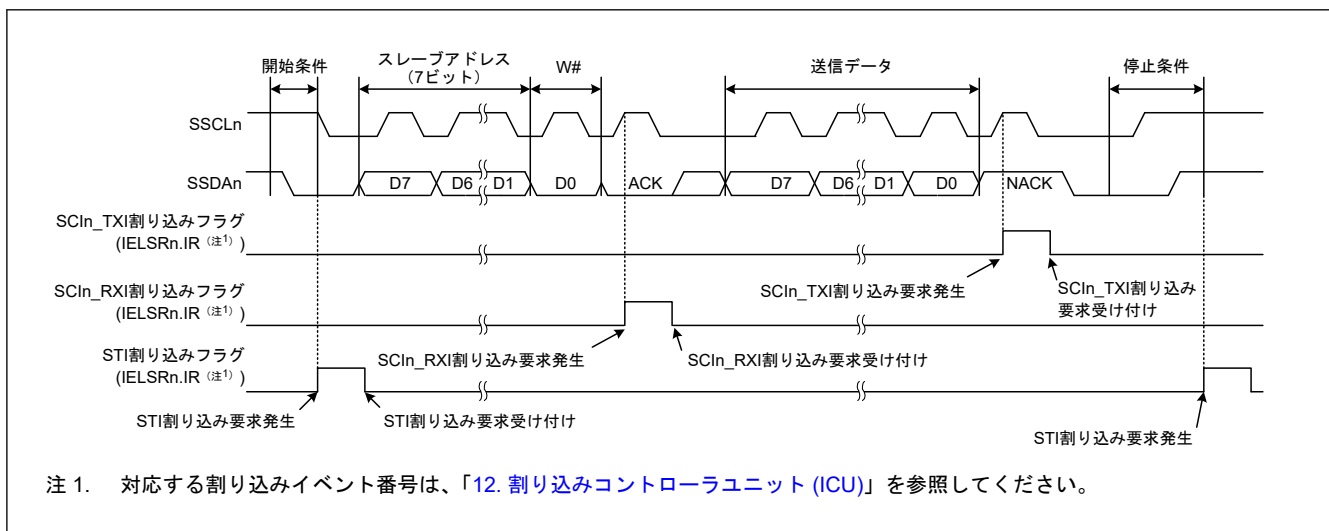 開始条件
スレーブアドレス
(7ビット)
W#
送信データ
停止条件
SSCLn
SSDAn
D7
D6
D1
D0
ACK
D7
D6
D1
D0
NACK
SCIn_TXI割り込みフラグ
(IELSRn.IR (注1) )
SCIn_TXI割り込み要求発生
SCIn_TXI割り込み
要求受け付け
SCIn_RXI割り込みフラグ
(IELSRn.IR (注1) )
SCIn_RXI割り込み要求発生
SCIn_RXI割り込み要求受け付け
STI割り込みフラグ
(IELSRn.IR (注1) )
STI割り込み要求発生
STI割り込み要求受け付け
STI割り込み要求発生
注 1. 対応する割り込みイベント番号は、「12. 割り込みコントローラユニット (ICU)」を参照してください。